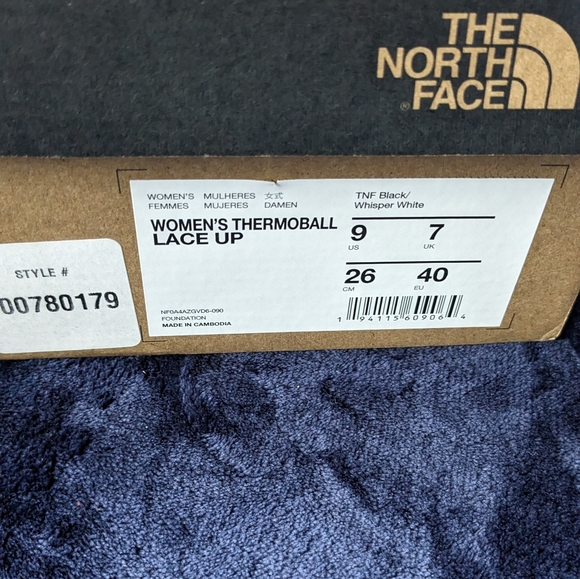 THE
NORTH
FACE
®
WOMEN'S MULHERES 女式
FEMMES MUJERES DAMEN
WOMEN'S THERMOBALL
LACE UP
NF0A4AZGVD6-090
FOUNDATION
MADE IN CAMBODIA
TNF Black/
Whisper White
9 7
US UK
26 40
CM EU
1 94115 60906 4
STYLE #
00780179